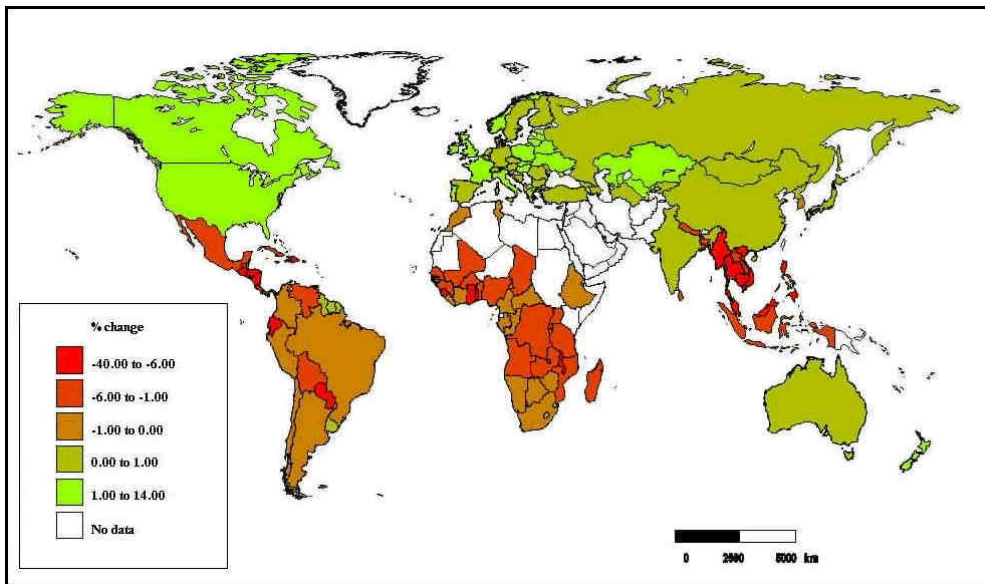 % change
-40.00 to -6.00
-6.00 to -1.00
-1.00 to 0.00
0.00 to 1.00
1.00 to 14.00
No data
0 2500 5000 km